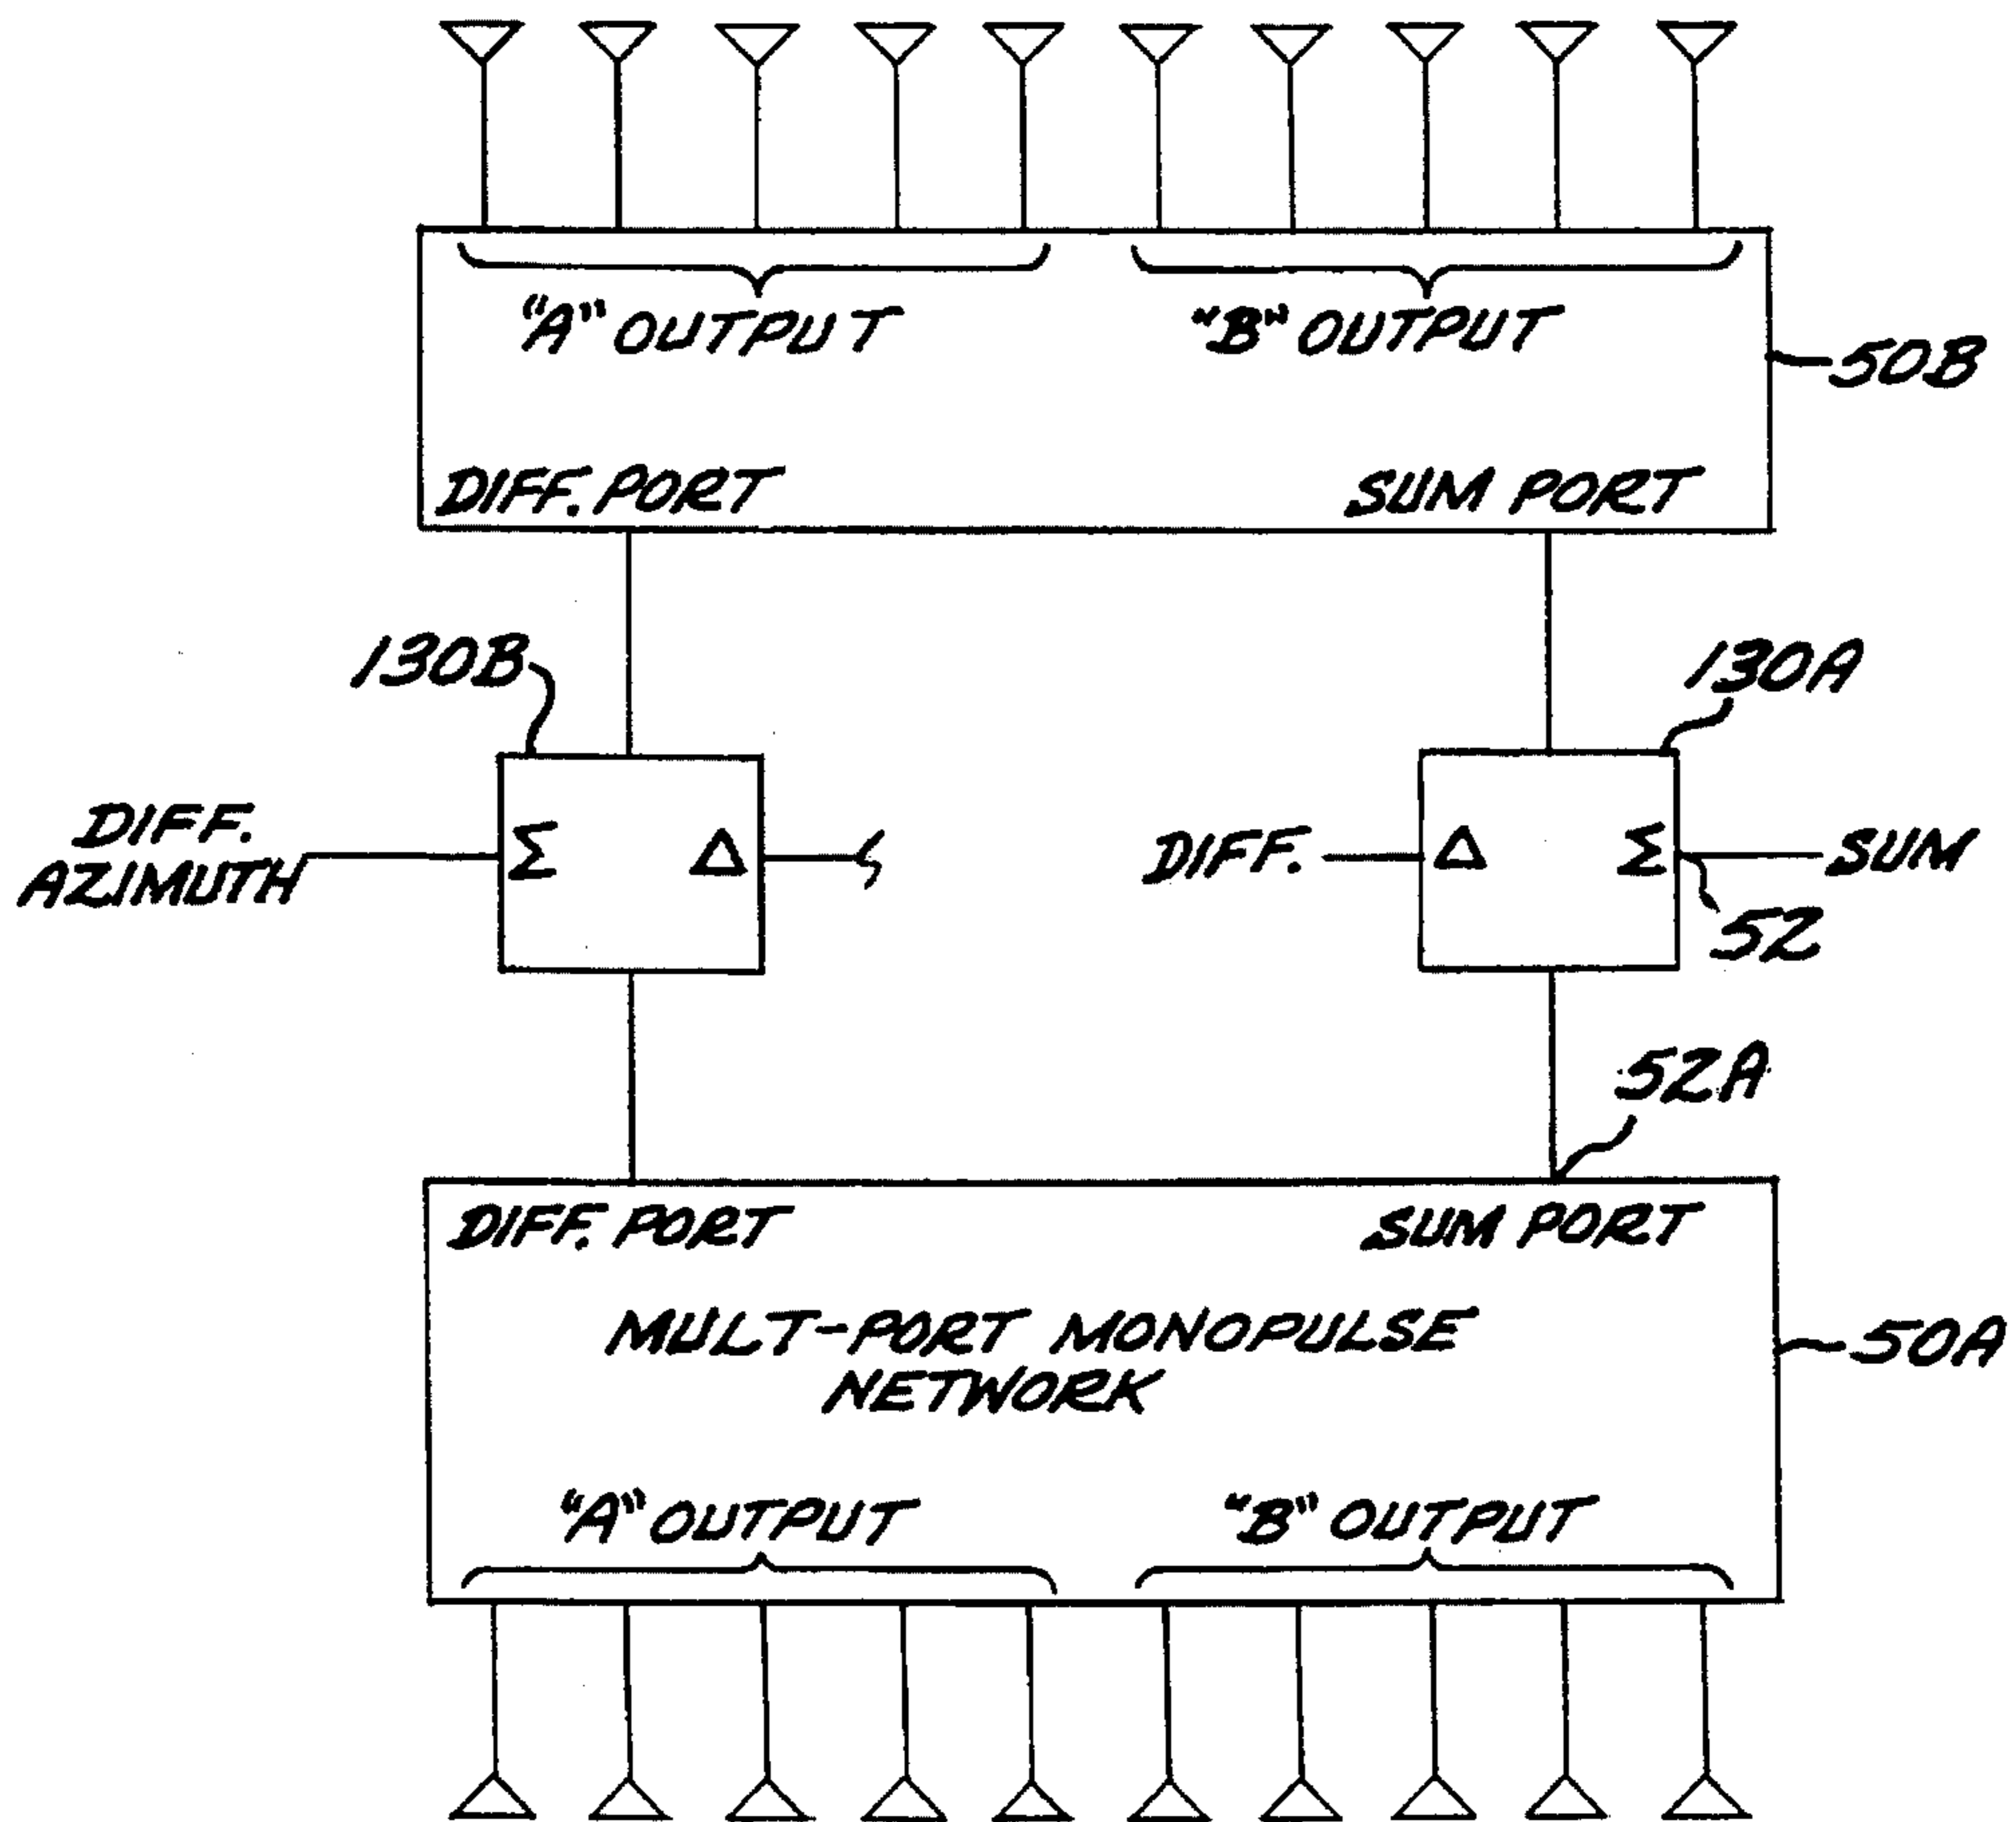 "A" OUTPUT "B" OUTPUT
50B
DIFF. PORT SUM PORT
130B 130A
DIFF.
AZIMUTH
Σ Δ
DIFF. Δ Σ SUM
52
52A
DIFF. PORT SUM PORT
MULT-PORT MONOPULSE
NETWORK
50A
"A" OUTPUT "B" OUTPUT